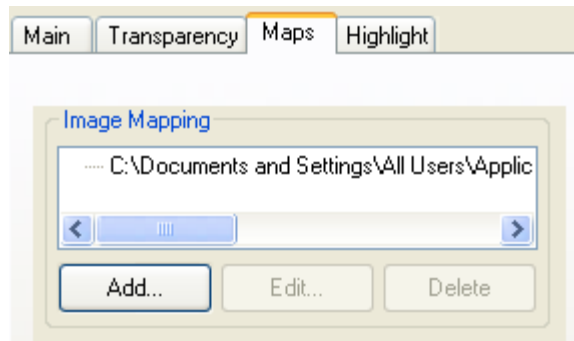 Main Transparency Maps Highlight
Image Mapping
C:\Documents and Settings\All Users\Applic
Add... Edit... Delete